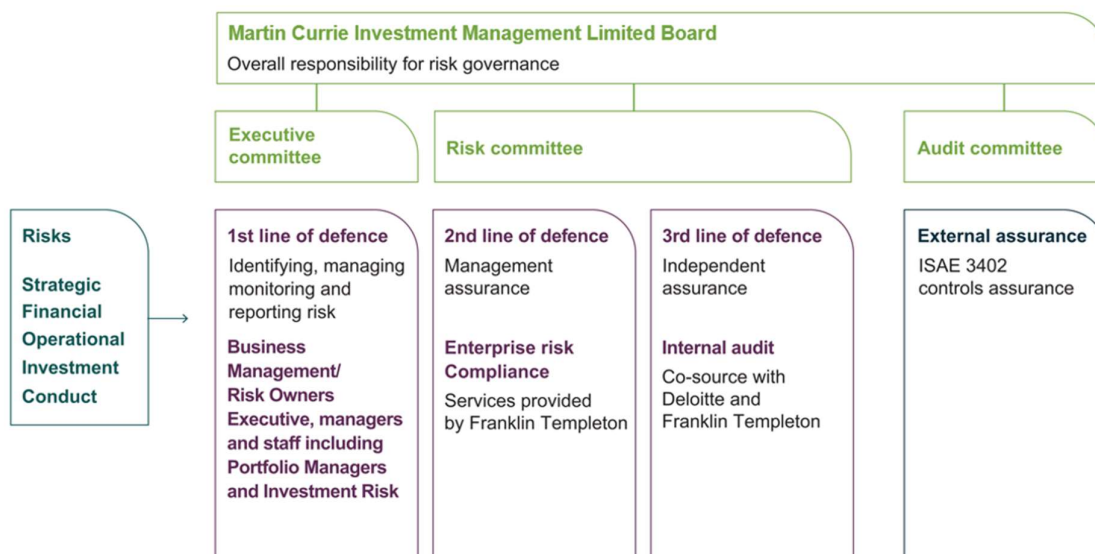 Martin Currie Investment Management Limited Board
Overall responsibility for risk governance
Executive
committee
Risk committee
Audit committee
Risks
Strategic
Financial
Operational
Investment
Conduct
1st line of defence
Identifying, managing
monitoring and
reporting risk
Business
Management/
Risk Owners
Executive, managers
and staff including
Portfolio Managers
and Investment Risk
2nd line of defence
Management
assurance
Enterprise risk
Compliance
Services provided
by Franklin Templeton
3rd line of defence
Independent
assurance
Internal audit
Co-source with
Deloitte and
Franklin Templeton
External assurance
ISAE 3402
controls assurance